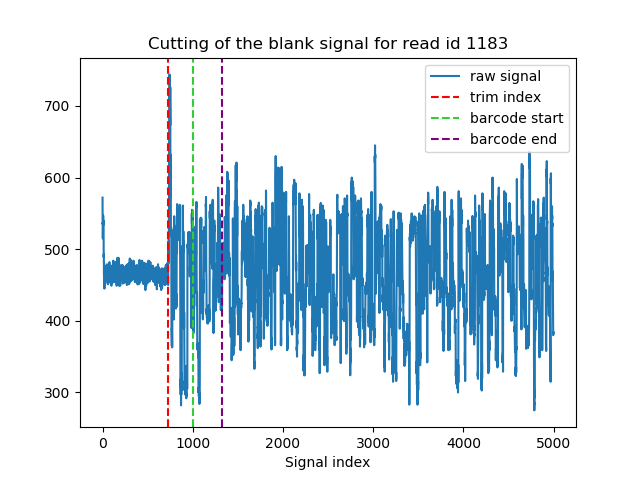 Cutting of the blank signal for read id 1183
raw signal
trim index
barcode start
barcode end
700
600
500
400
300
0
1000
2000
3000
4000
5000
Signal index